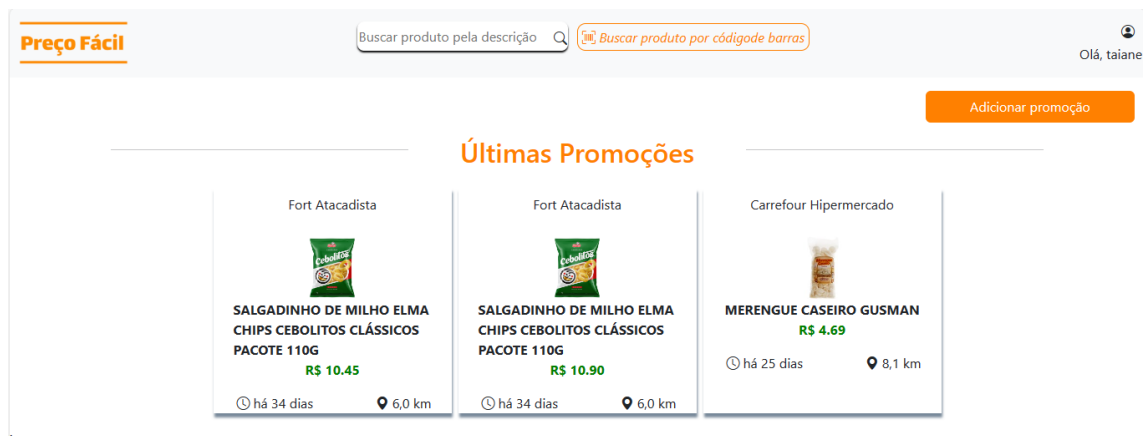 Preço Fácil
Buscar produto pela descrição
Buscar produto por códigode barras
Olá, taiane
Adicionar promoção
Últimas Promoções
Fort Atacadista
Cebolitos
SALGADINHO DE MILHO ELMA
CHIPS CEBOLITOS CLÁSSICOS
PACOTE 110G
R$ 10.45
há 34 dias
6,0 km
Fort Atacadista
Cebolitos
SALGADINHO DE MILHO ELMA
CHIPS CEBOLITOS CLÁSSICOS
PACOTE 110G
R$ 10.90
há 34 dias
6,0 km
Carrefour Hipermercado
MERENGUE CASEIRO GUSMAN
R$ 4.69
há 25 dias
8,1 km